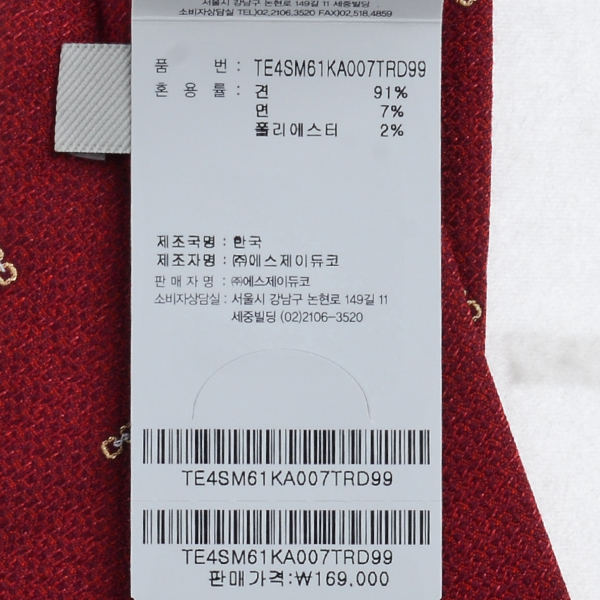 서울시 강남구 논현로 149길 11 세중빌딩
소비자상담실 TEL)02.2106.3520 FAX)02.518.4859
품 번 : TE4SM61KA007TRD99
혼 용 률 : 견 91%
면 7%
폴리에스터 2%
제조국명 : 한국
제조자명 : ㈜에스제이듀코
판 매 자 명 : ㈜에스제이듀코
소비자상담실 : 서울시 강남구 논현로 149길 11
세중빌딩 (02)2106-3520
TE4SM61KA007TRD99
TE4SM61KA007TRD99
판매가격:₩169,000